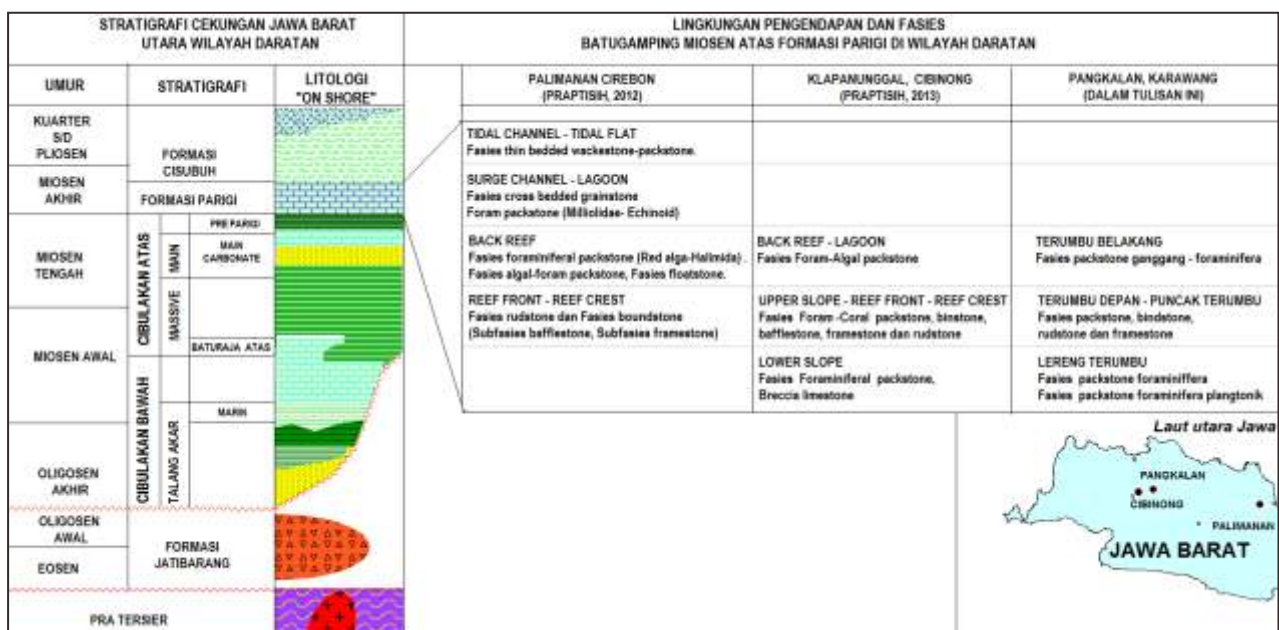 STRATIGRAFI CEKUNGAN JAWA BARAT
UTARA WILAYAH DARATAN
LINGKUNGAN PENGENDAPAN DAN FASIES
BATUGAMPING MIOSEN ATAS FORMASI PARIGI DI WILAYAH DARATAN
UMUR
STRATIGRAFI
LITOLOGI
"ON SHORE"
PALIMANAN CIREBON
(PRAPTISIH, 2012)
KLAPANUNGGAL, CIBINONG
(PRAPTISIH, 2013)
PANGKALAN, KARAWANG
(DALAM TULISAN INI)
KUARTER
S/D
PLIOSEN
FORMASI
CISUBUH
TIDAL CHANNEL - TIDAL FLAT
Fasies thin bedded wackestone-packstone.
MIOSEN
AKHIR
FORMASI PARIGI
SURGE CHANNEL - LAGOON
Fasies cross bedded grainstone
Foram packstone (Milliolidae- Echinoid)
MIOSEN
TENGAH
CIBULAKAN ATAS
PRE PARIGI
MAIN
MAIN
CARBONATE
BACK REEF
Fasies foraminiferal packstone (Red alga-Halimida) .
Fasies algal-foram packstone, Fasies floatstone.
BACK REEF - LAGOON
Fasies Foram-Algal packstone
TERUMBU BELAKANG
Fasies packstone ganggang - foraminifera
MIOSEN AWAL
MASSIVE
BATURAJA ATAS
REEF FRONT - REEF CREST
Fasies rudstone dan Fasies boundstone
(Subfasies bafflestone, Subfasies framestone)
UPPER SLOPE - REEF FRONT - REEF CREST
Fasies Foram -Coral packstone, binstone,
bafflestone, framestone dan rudstone
TERUMBU DEPAN - PUNCAK TERUMBU
Fasies packstone, bindstone,
rudstone dan framestone
LOWER SLOPE
Fasies Foraminiferal packstone,
Breccia limestone
LERENG TERUMBU
Fasies packstone foraminiffera
Fasies packstone foraminifera plangtonik
CIBULAKAN BAWAH
TALANG AKAR
MARIN
OLIGOSEN
AKHIR
OLIGOSEN
AWAL
EOSEN
FORMASI
JATIBARANG
PRA TERSIER
Laut utara Jawa
PANGKALAN
CIBINONG
PALIMANAN
JAWA BARAT